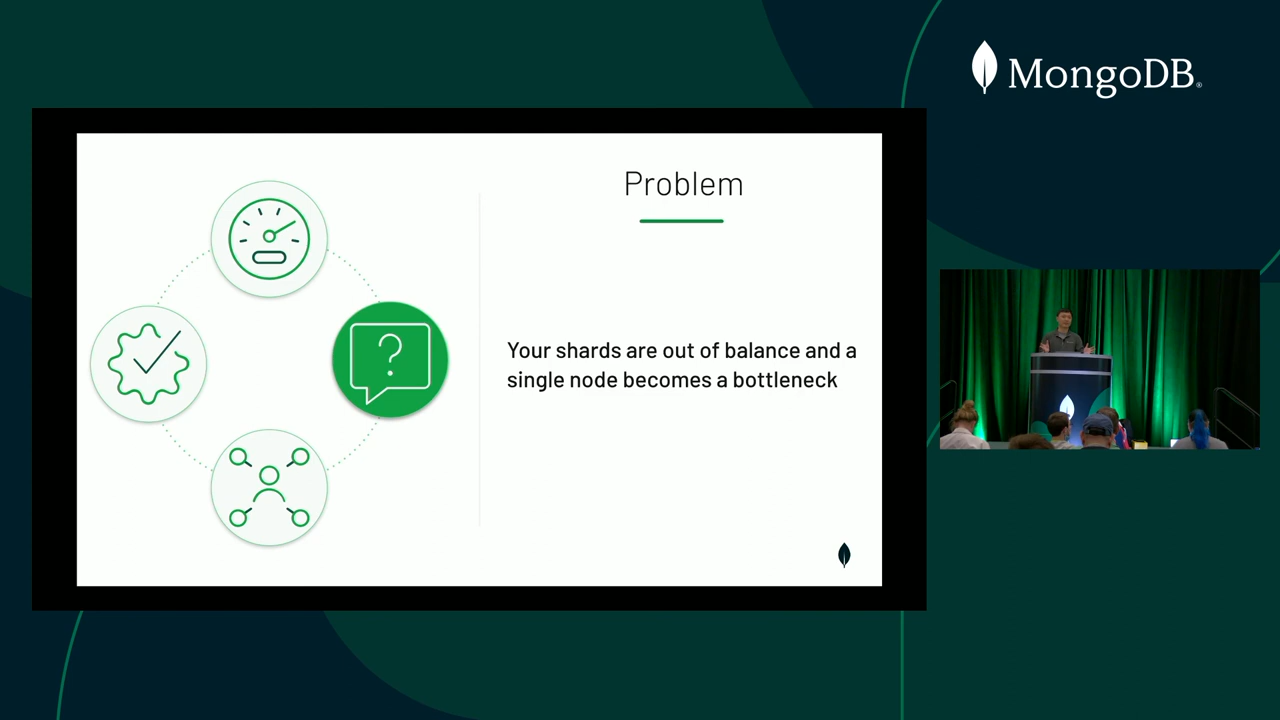 MongoDB®
Problem
?
Your shards are out of balance and a
single node becomes a bottleneck